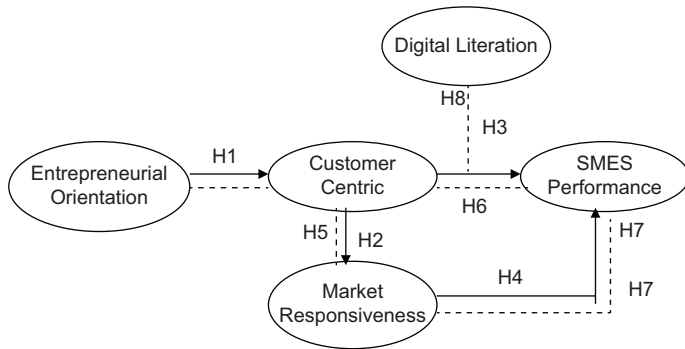 Digital Literation
H8
H3
H1
Entrepreneurial
Orientation
Customer
Centric
SMES
Performance
H6
H5
H2
H7
Market
Responsiveness
H4
H7